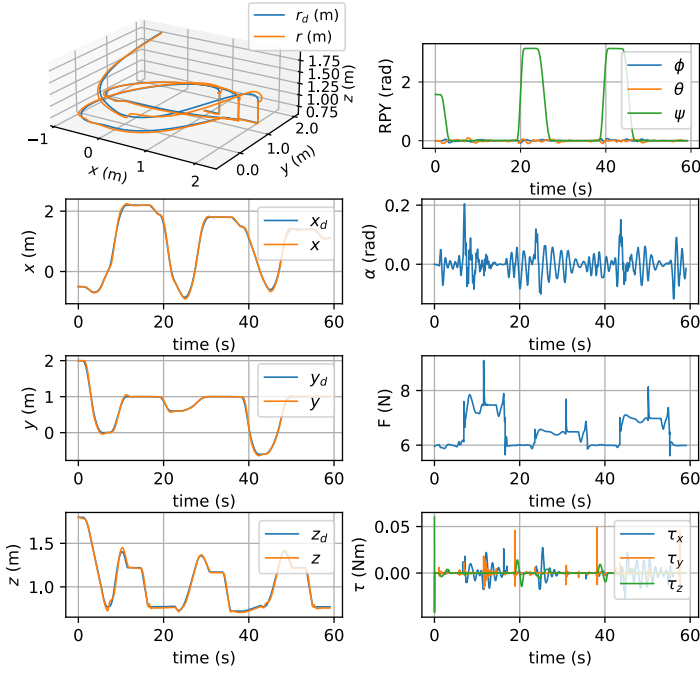 r_d (m)
r (m)
1.75
1.50
1.25
1.00
0.75
z (m)
−1
0
1
2
x (m)
0.0
1.0
2.0
y (m)
RPY (rad)
2
0
ϕ
θ
ψ
0 20 40 60
time (s)
x (m)
2
0
x_d
x
0 20 40 60
time (s)
α (rad)
0.2
0.0
0 20 40 60
time (s)
y (m)
2
1
0
y_d
y
0 20 40 60
time (s)
F (N)
8
6
0 20 40 60
time (s)
z (m)
1.5
1.0
z_d
z
0 20 40 60
time (s)
τ (Nm)
0.05
0.00
τ_x
τ_y
τ_z
0 20 40 60
time (s)